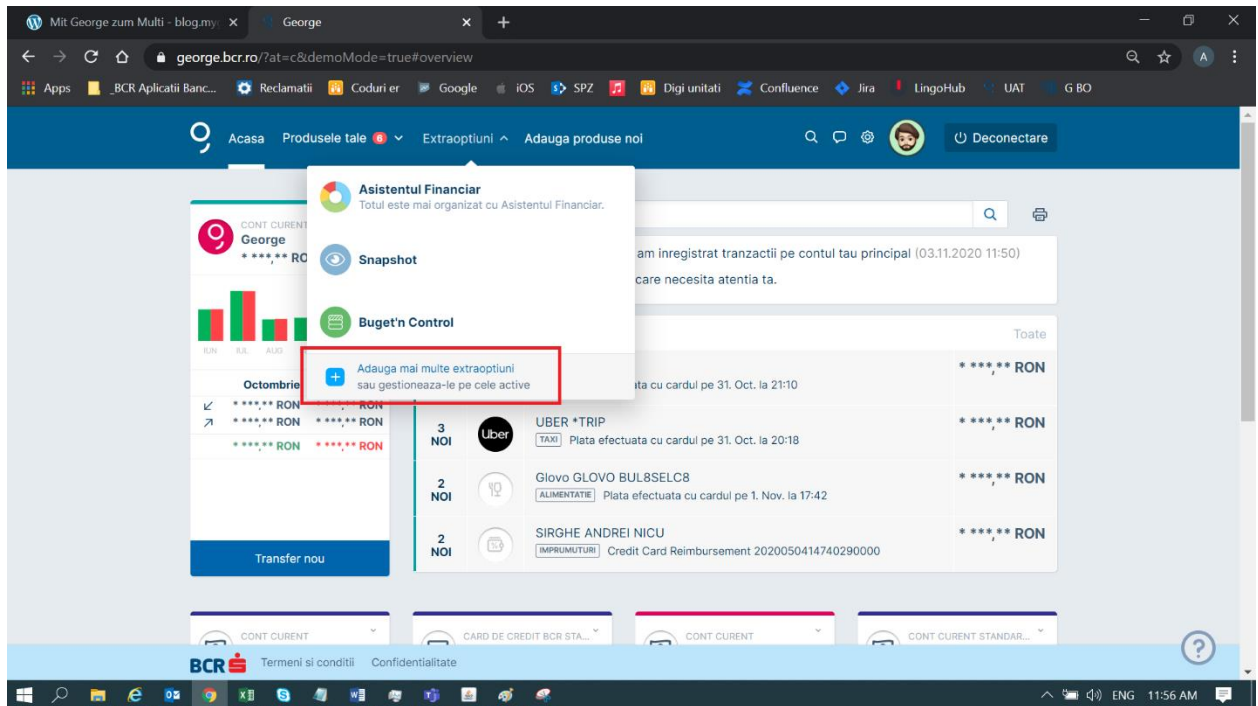 Mit George zum Multi - blog.my
George
george.bcr.ro/?at=c&demoMode=true#overview
A
Apps
_BCR Aplicatii Banc...
Reclamatii
Coduri er
Goog
iOS
SPZ
Digi unitati
Confluence
Jira
LingoHub
UAT
G BO
Acasa
Produsele tale 6
Extraoptiuni
Adauga produse noi
Deconectare
Asistentul Financiar
Totul este mai organizat cu Asistentul Financiar.
Snapshot
Buget'n Control
Adauga mai multe extraoptiuni
sau gestioneaza-le pe cele active
CONT CURENT
George
* ***,** RO
IUN IUL AUG
Octombrie
* ***,** RON * ***,** RON
* ***,** RON * ***,** RON
* ***,** RON * ***,** RON
Transfer nou
am inregistrat tranzactii pe contul tau principal (03.11.2020 11:50)
care necesita atentia ta.
Toate
* ***,** RON
ata cu cardul pe 31. Oct. la 21:10
3
NOI
Uber
UBER *TRIP
TAXI Plata efectuata cu cardul pe 31. Oct. la 20:18
* ***,** RON
2
NOI
Glovo GLOVO BUL8SELC8
ALIMENTATIE Plata efectuata cu cardul pe 1. Nov. la 17:42
* ***,** RON
2
NOI
SIRGHE ANDREI NICU
IMPRUMUTURI Credit Card Reimbursement 2020050414740290000
* ***,** RON
CONT CURENT
CARD DE CREDIT BCR STA...
CONT CURENT
CONT CURENT STANDAR...
BCR
Termeni si conditii
Confidentialitate
?
ENG
11:56 AM